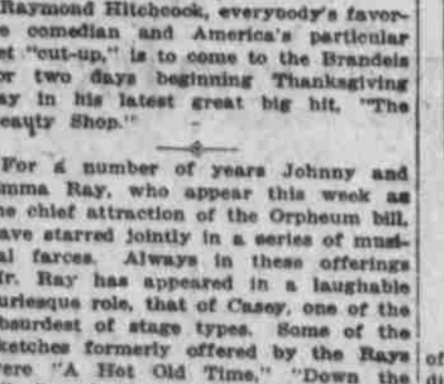 Raymond Hitchcock, everybody's favor-
e comedian and America's particular
et "cut-up," is to come to the Brandeis
or two days beginning Thanksgiving
ay in his latest great big hit, "The
eauty Shop."
For a number of years Johnny and
mma Ray, who appear this week as
he chief attraction of the Orpheum bill,
ave starred jointly in a series of musi-
al farces. Always in these offerings
Mr. Ray has appeared in a laughable
urlesque role, that of Casey, one of the
bsurdest of stage types. Some of the
ketches formerly offered by the Rays
ere "A Hot Old Time," "Down the
of